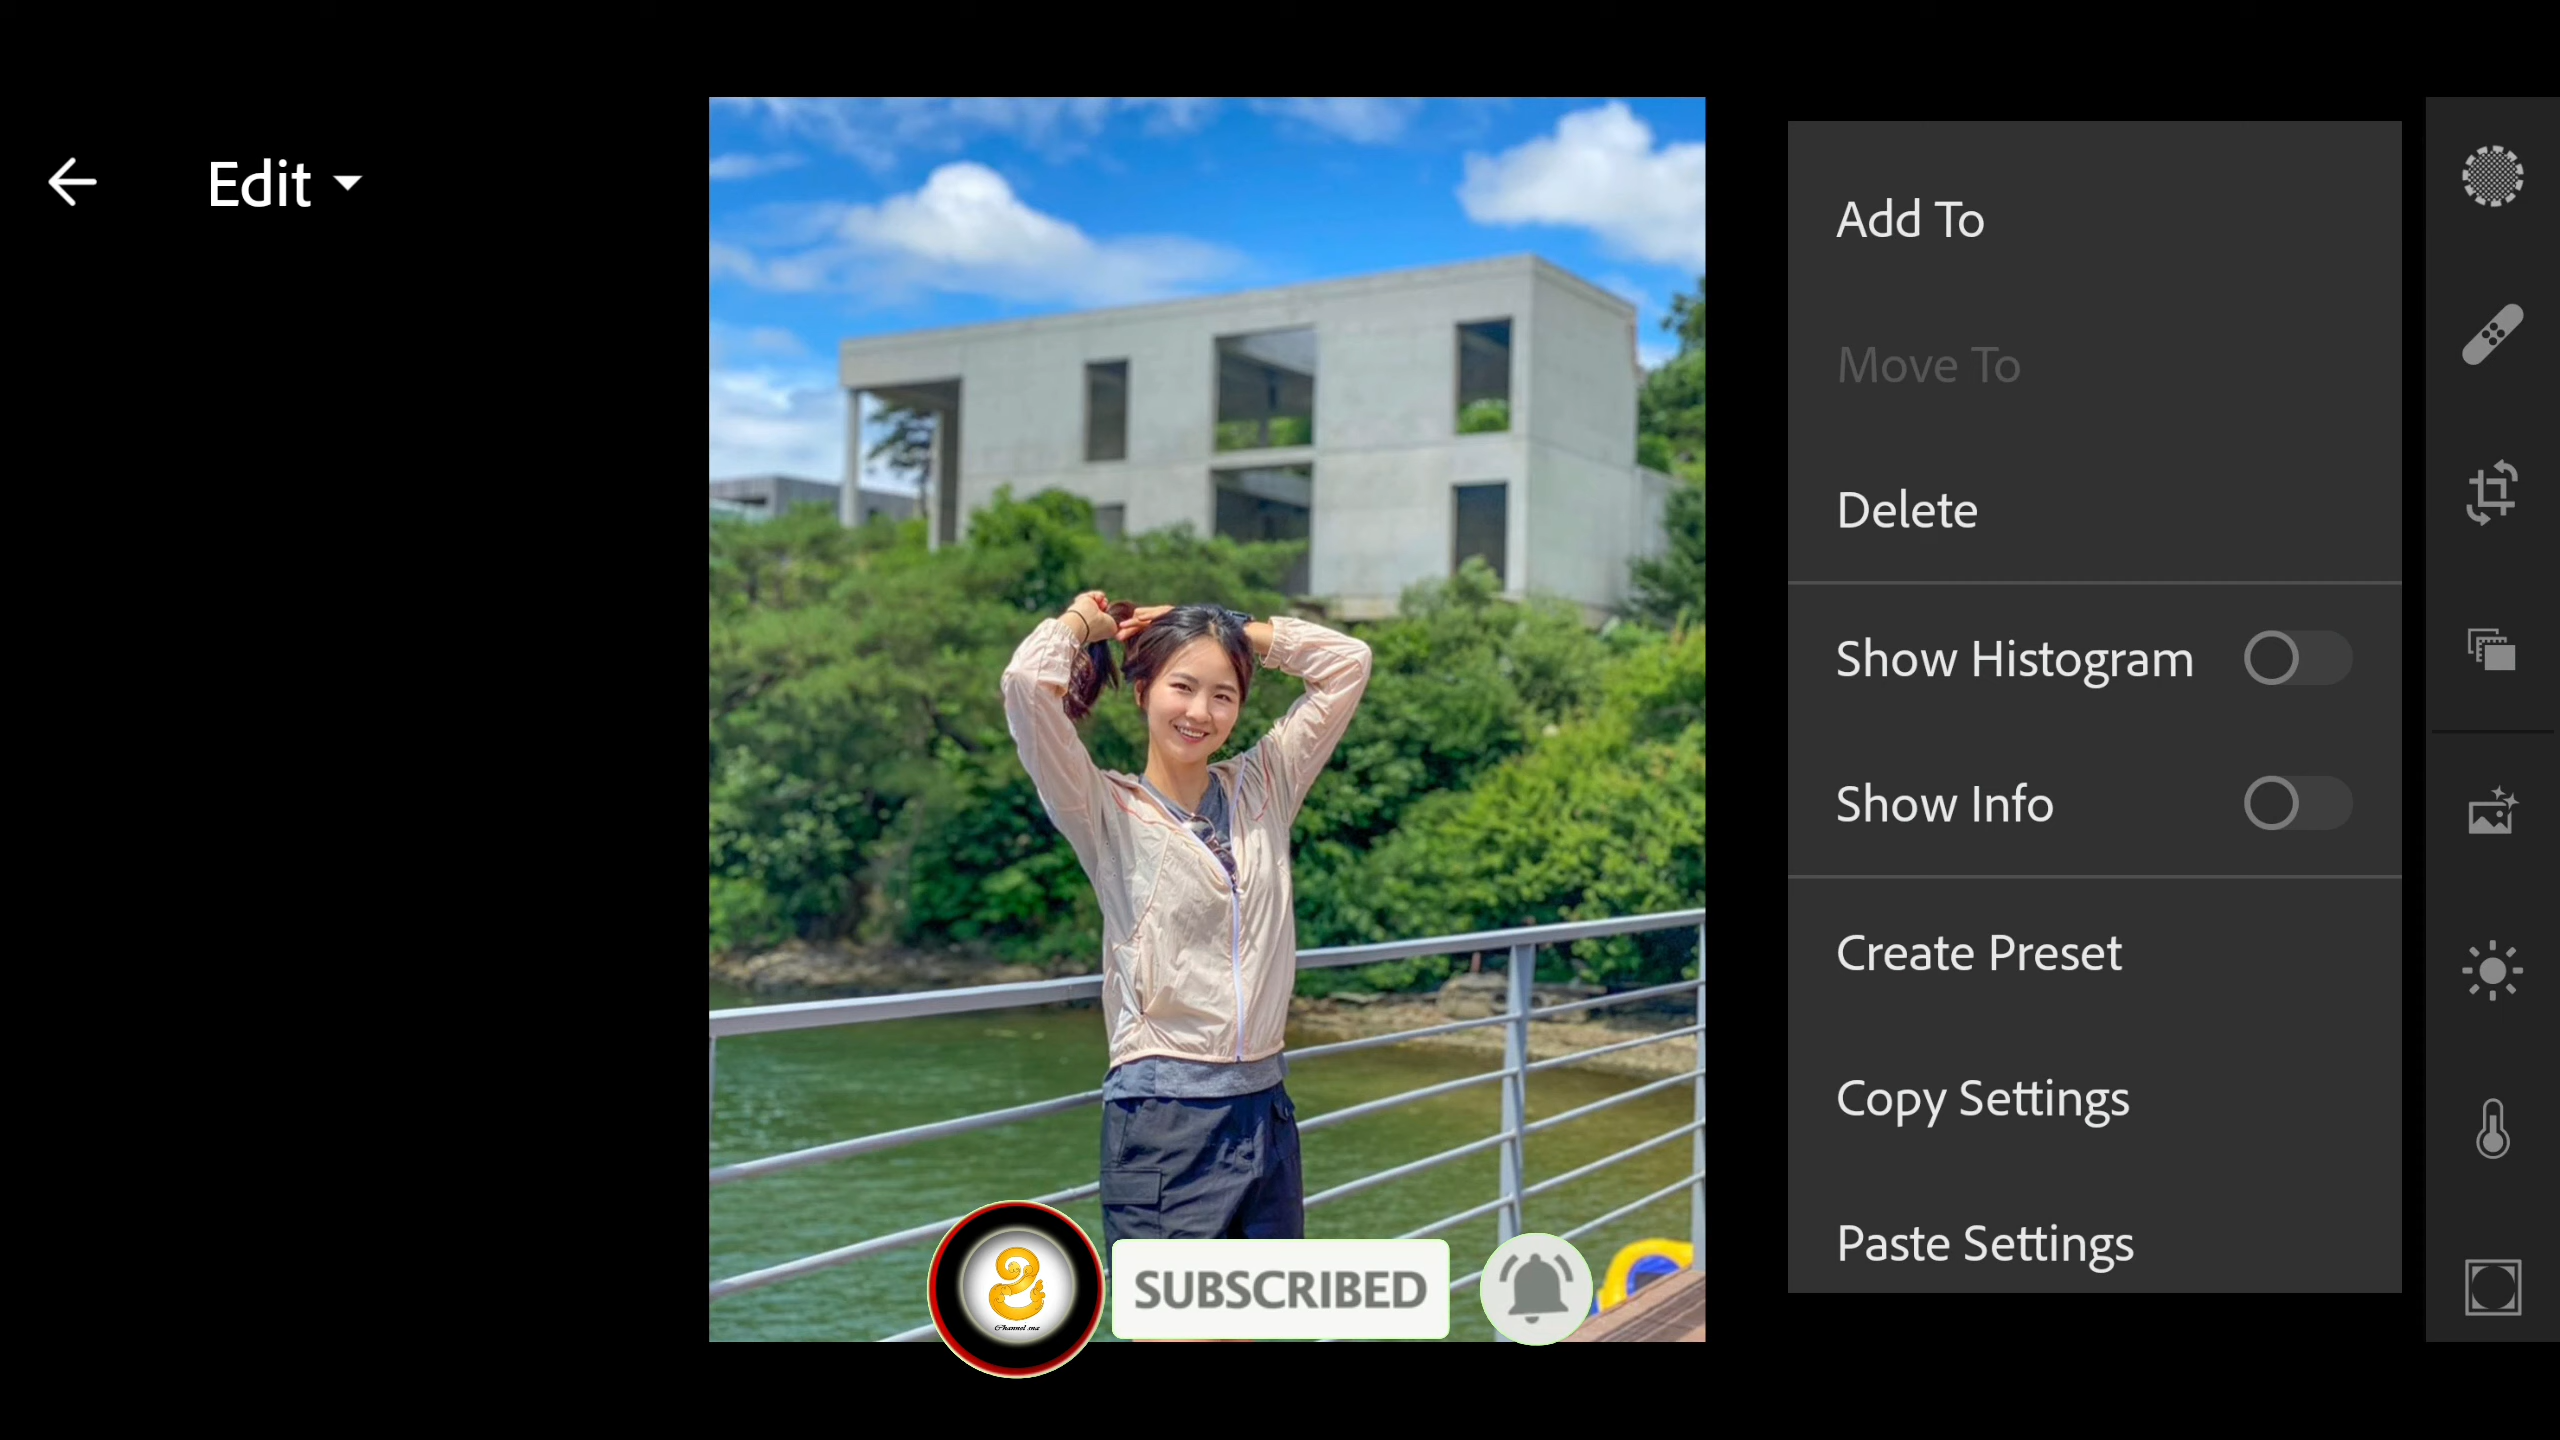 Edit
Add To
Move To
Delete
Show Histogram
Show Info
Create Preset
Copy Settings
Paste Settings
SUBSCRIBED